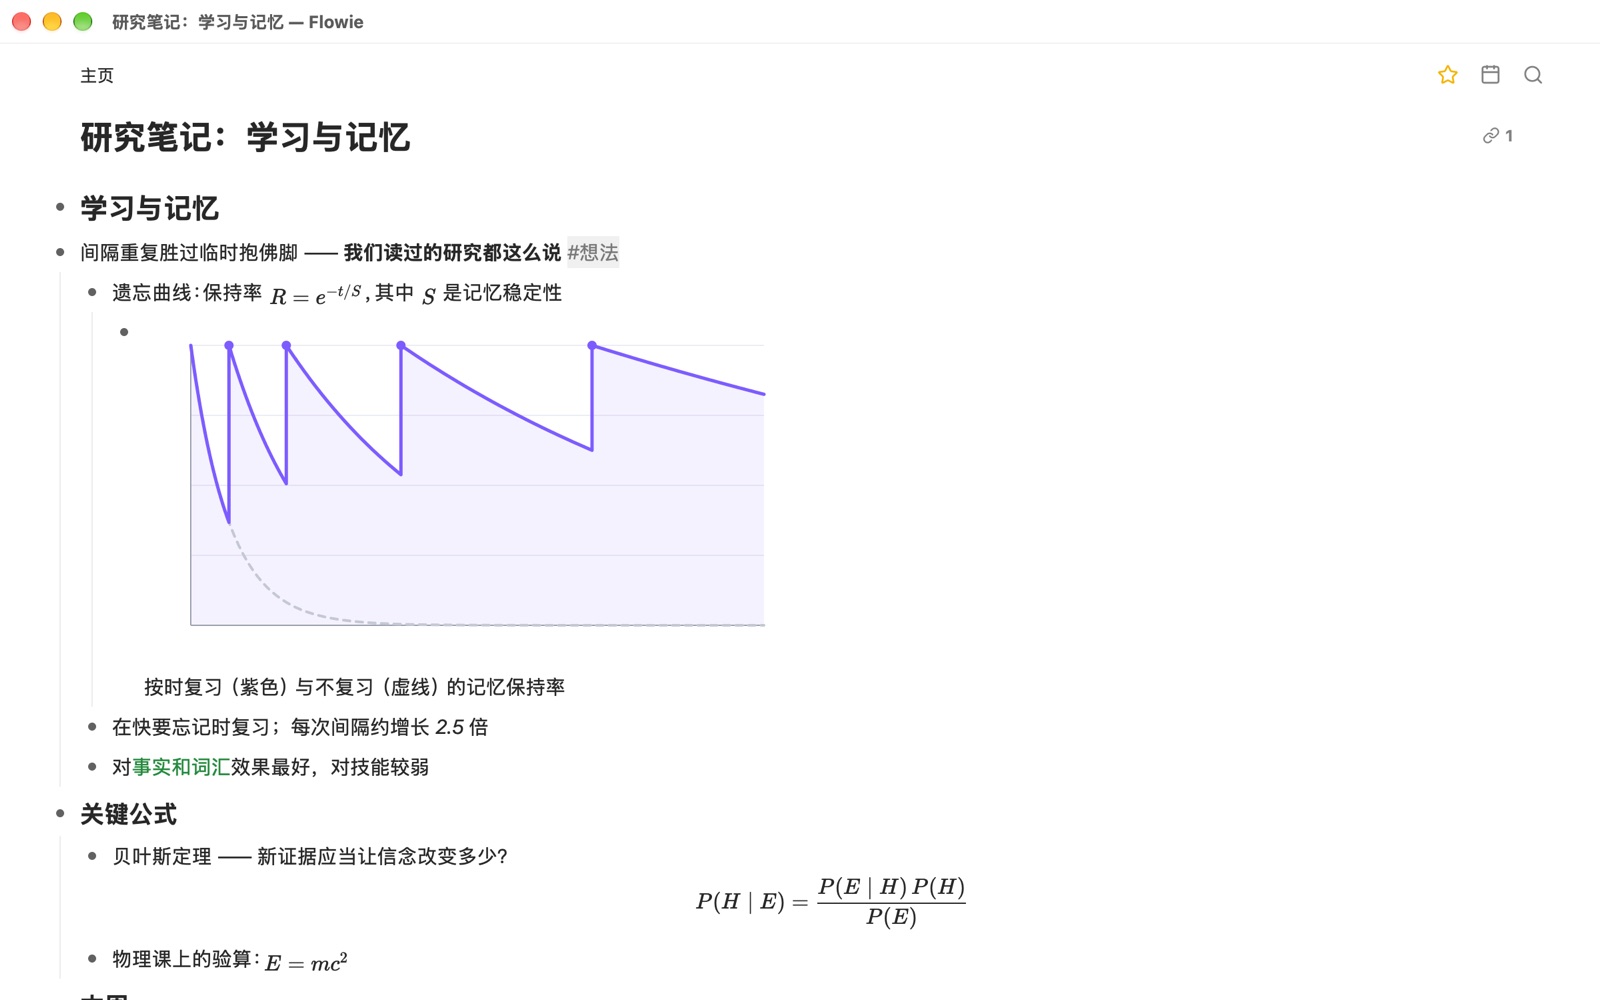 研究笔记：学习与记忆 — Flowie
主页
研究笔记：学习与记忆
1
学习与记忆
间隔重复胜过临时抱佛脚 —— 我们读过的研究都这么说 #想法
遗忘曲线：保持率 R = e^{-t/S}, 其中 S 是记忆稳定性
按时复习（紫色）与不复习（虚线）的记忆保持率
在快要忘记时复习；每次间隔约增长 2.5 倍
对事实和词汇效果最好，对技能较弱
关键公式
贝叶斯定理 —— 新证据应当让信念改变多少？
P(H | E) = P(E | H) P(H) / P(E)
物理课上的验算：E = mc²